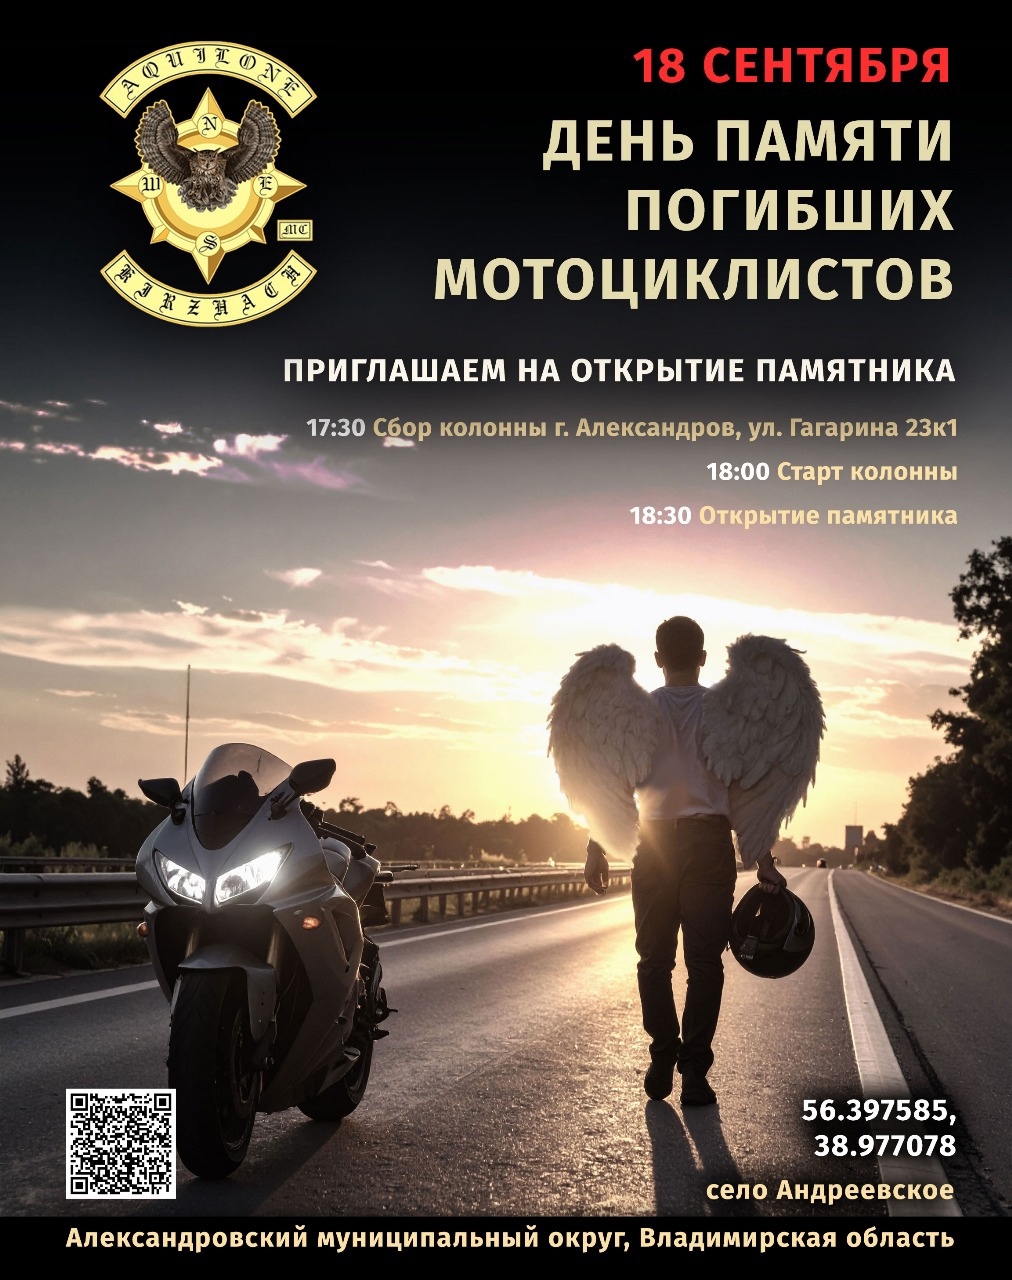 AQUILONE
N
W E
S
MC
KIRZHACH
18 СЕНТЯБРЯ
ДЕНЬ ПАМЯТИ
ПОГИБШИХ
МОТОЦИКЛИСТОВ
ПРИГЛАШАЕМ НА ОТКРЫТИЕ ПАМЯТНИКА
17:30 Сбор колонны г. Александров, ул. Гагарина 23к1
18:00 Старт колонны
18:30 Открытие памятника
56.397585,
38.977078
село Андреевское
Александровский муниципальный округ, Владимирская область